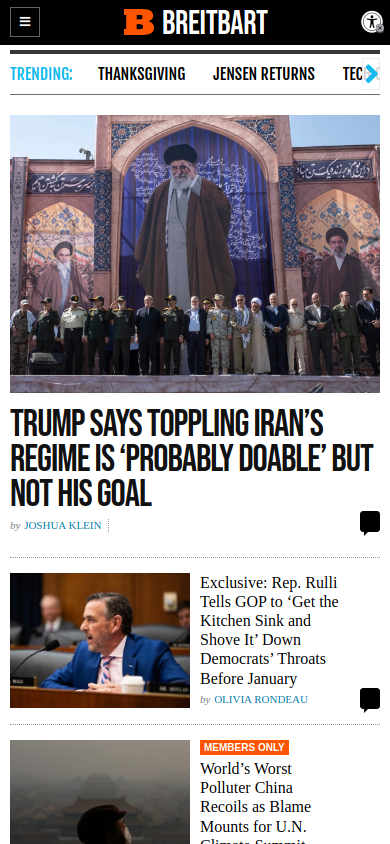 BREITBART
TRENDING:
THANKSGIVING
JENSEN RETURNS
TRUMP SAYS TOPPLING IRAN’S
REGIME IS ‘PROBABLY DOABLE’ BUT
NOT HIS GOAL
by JOSHUA KLEIN
Exclusive: Rep. Rulli
Tells GOP to ‘Get the
Kitchen Sink and
Shove It’ Down
Democrats’ Throats
Before January
by OLIVIA RONDEAU
MEMBERS ONLY
World’s Worst
Polluter China
Recoils as Blame
Mounts for U.N.
Climate Summit